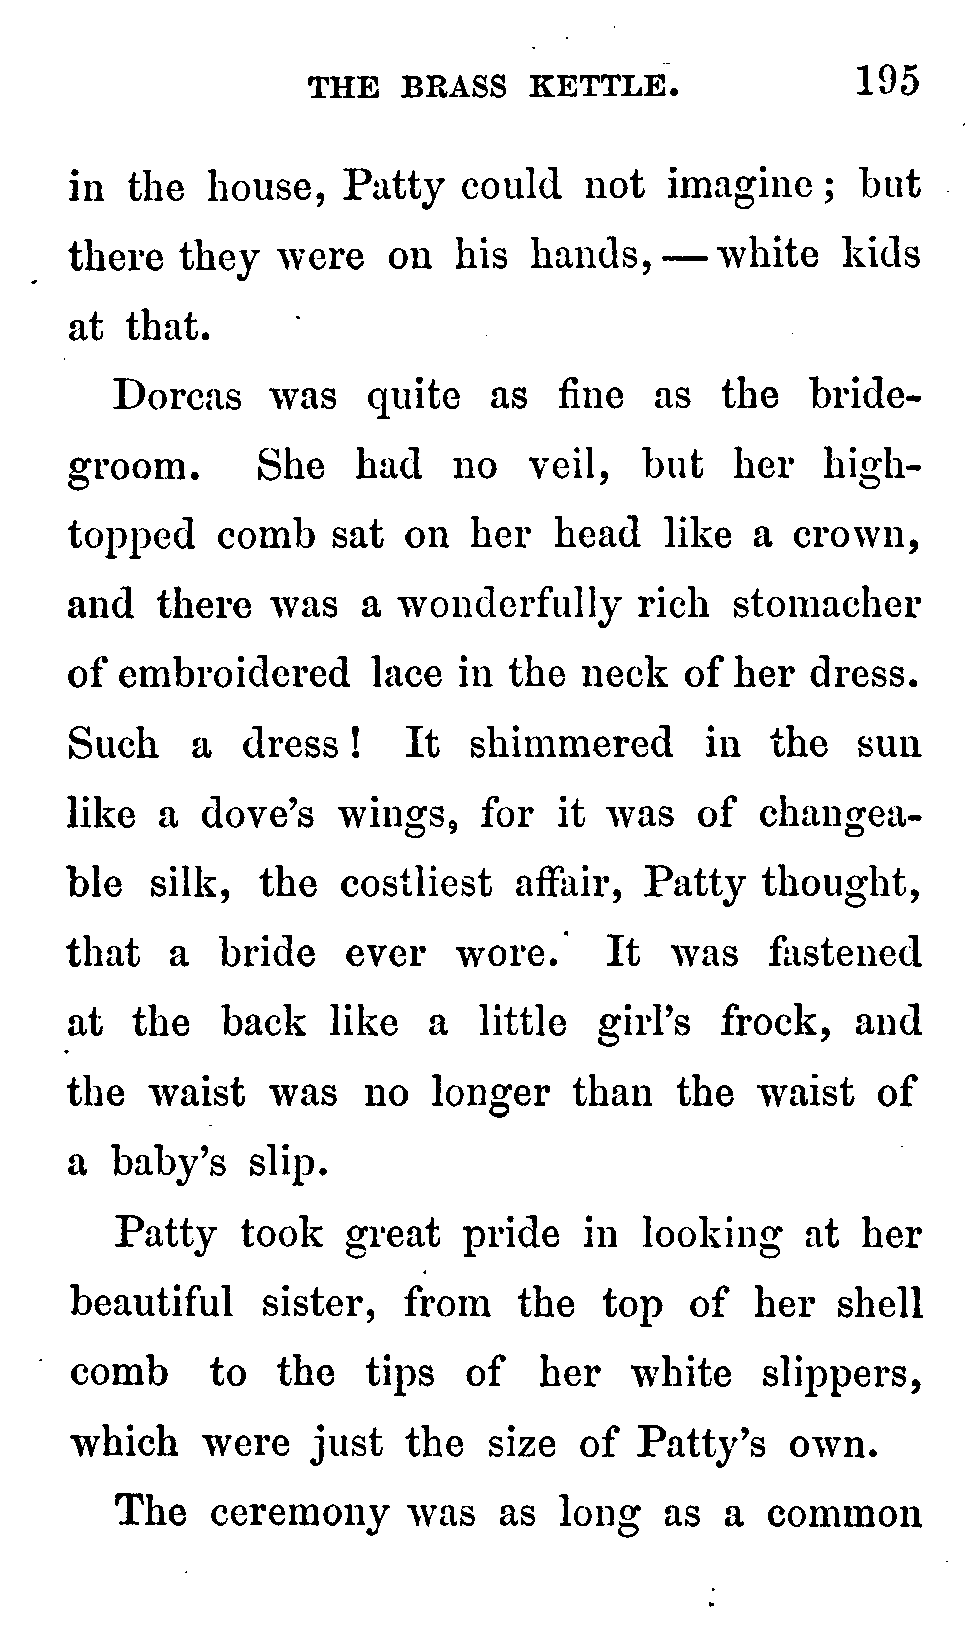 THE BRASS KETTLE. 195
in the house, Patty could not imagine; but
there they were on his hands,—white kids
at that.
Dorcas was quite as fine as the bride-
groom. She had no veil, but her high-
topped comb sat on her head like a crown,
and there was a wonderfully rich stomacher
of embroidered lace in the neck of her dress.
Such a dress! It shimmered in the sun
like a dove's wings, for it was of changea-
ble silk, the costliest affair, Patty thought,
that a bride ever wore. It was fastened
at the back like a little girl's frock, and
the waist was no longer than the waist of
a baby's slip.
Patty took great pride in looking at her
beautiful sister, from the top of her shell
comb to the tips of her white slippers,
which were just the size of Patty's own.
The ceremony was as long as a common